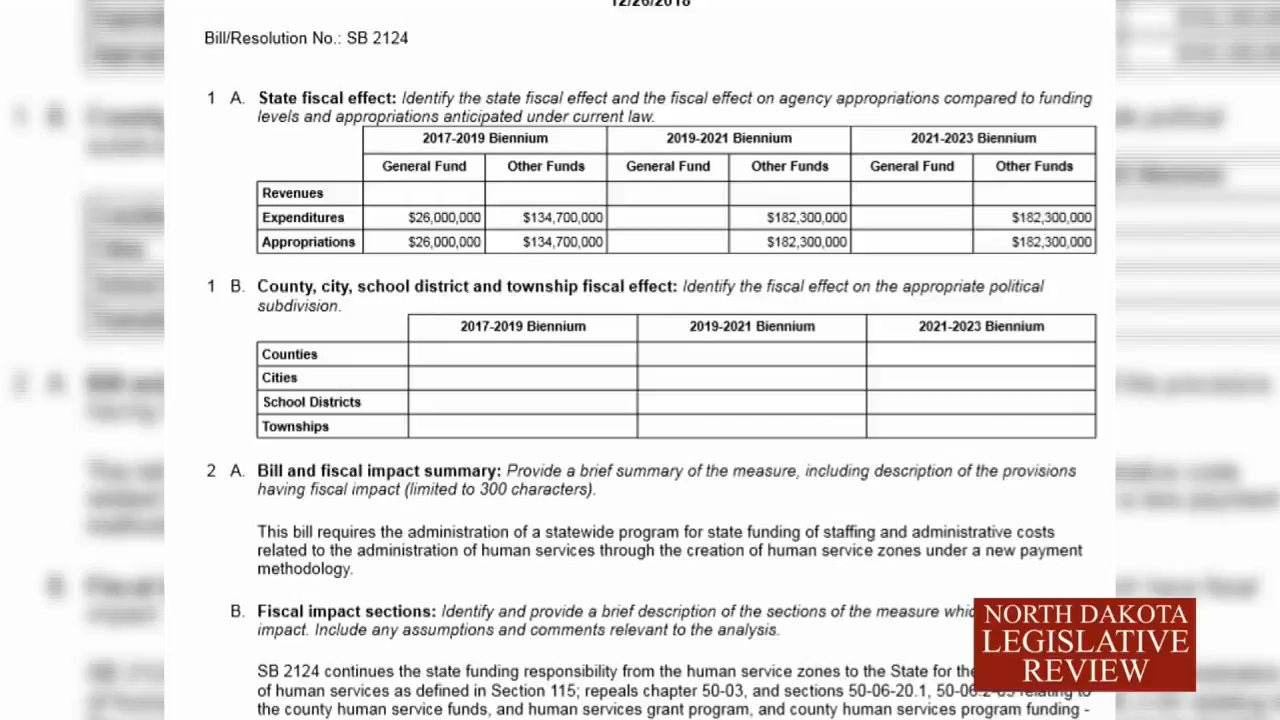 12/26/2018
Bill/Resolution No.: SB 2124
1 A. State fiscal effect: Identify the state fiscal effect and the fiscal effect on agency appropriations compared to funding
levels and appropriations anticipated under current law.
2017-2019 Biennium 2019-2021 Biennium 2021-2023 Biennium
General Fund Other Funds General Fund Other Funds General Fund Other Funds
Revenues
Expenditures $26,000,000 $134,700,000 $182,300,000 $182,300,000
Appropriations $26,000,000 $134,700,000 $182,300,000 $182,300,000
1 B. County, city, school district and township fiscal effect: Identify the fiscal effect on the appropriate political
subdivision.
2017-2019 Biennium 2019-2021 Biennium 2021-2023 Biennium
Counties
Cities
School Districts
Townships
2 A. Bill and fiscal impact summary: Provide a brief summary of the measure, including description of the provisions
having fiscal impact (limited to 300 characters).
This bill requires the administration of a statewide program for state funding of staffing and administrative costs
related to the administration of human services through the creation of human service zones under a new payment
methodology.
B. Fiscal impact sections: Identify and provide a brief description of the sections of the measure
impact. Include any assumptions and comments relevant to the analysis.
SB 2124 continues the state funding responsibility from the human service zones to the State for the
of human services as defined in Section 115; repeals chapter 50-03, and sections 50-06-20.1,
the county human service funds, and human services grant program, and county human services program funding -
NORTH DAKOTA
LEGISLATIVE
REVIEW